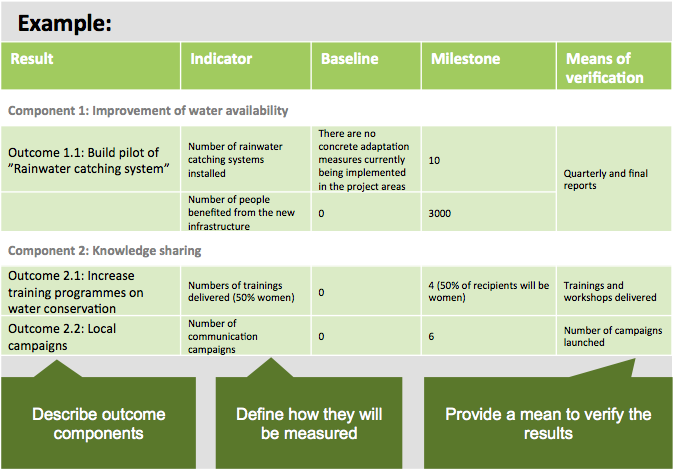 Example:
Result Indicator Baseline Milestone Means of
verification
Component 1: Improvement of water availability
Outcome 1.1: Build pilot of
”Rainwater catching system”
Number of rainwater
catching systems
installed
There are no
concrete adaptation
measures currently
being implemented
in the project areas
10
Quarterly and final
reports
Number of people
benefited from the new
infrastructure
0
3000
Component 2: Knowledge sharing
Outcome 2.1: Increase
training programmes on
water conservation
Numbers of trainings
delivered (50% women)
0
4 (50% of recipients will be
women)
Trainings and
workshops delivered
Outcome 2.2: Local
campaigns
Number of
communication
campaigns
0
6
Number of campaigns
launched
Describe outcome
components
Define how they will
be measured
Provide a mean to verify the
results